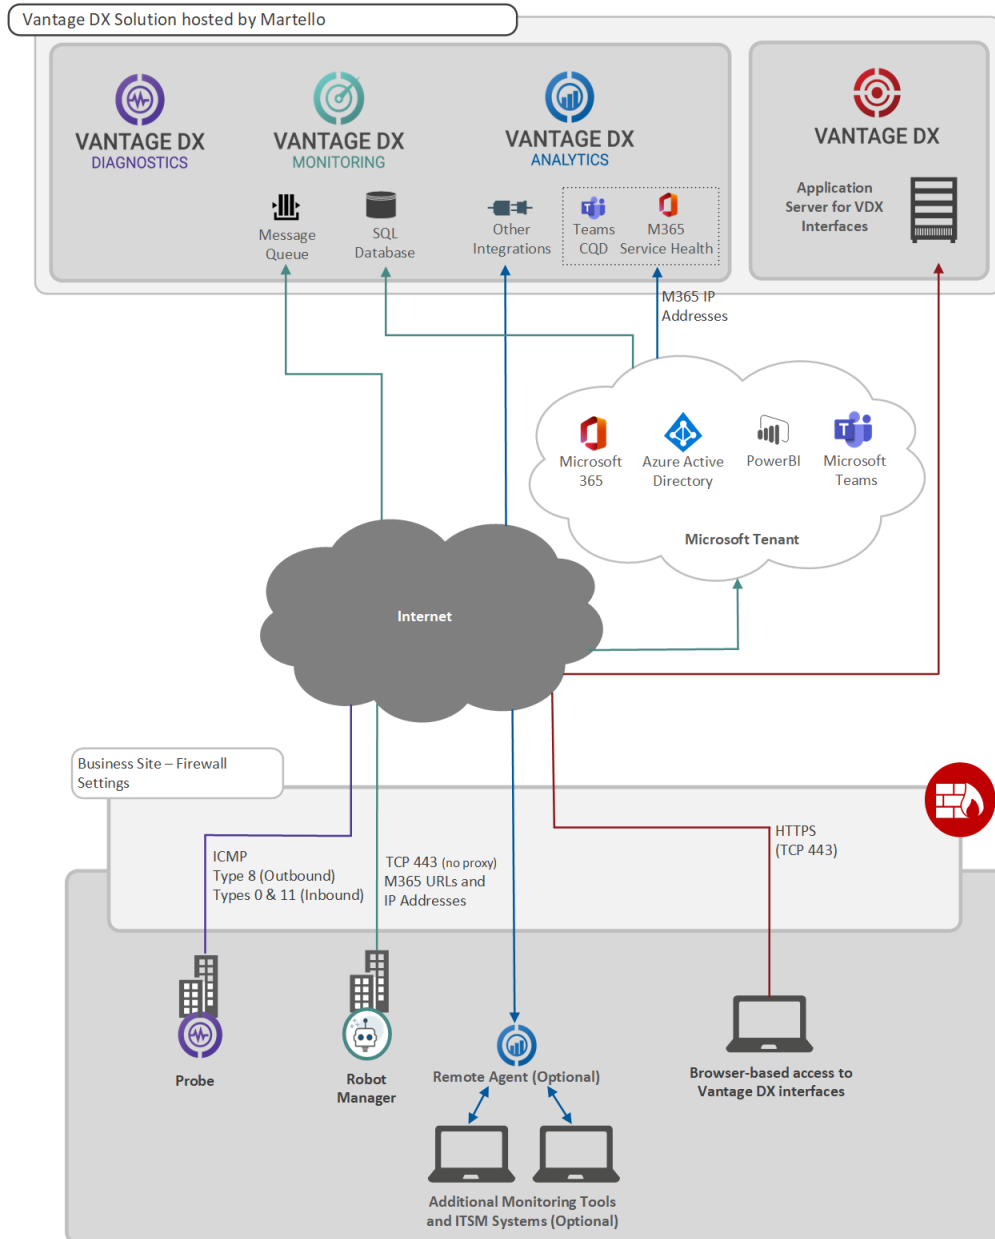 Vantage DX Solution hosted by Martello
VANTAGE DX
DIAGNOSTICS
VANTAGE DX
MONITORING
VANTAGE DX
ANALYTICS
VANTAGE DX
Message
Queue
SQL
Database
Other
Integrations
Teams
CQD
M365
Service Health
Application
Server for VDX
Interfaces
M365 IP
Addresses
Microsoft
365
Azure Active
Directory
PowerBI
Microsoft
Teams
Microsoft Tenant
Internet
Business Site – Firewall
Settings
ICMP
Type 8 (Outbound)
Types 0 & 11 (Inbound)
TCP 443 (no proxy)
M365 URLs and
IP Addresses
HTTPS
(TCP 443)
Probe
Robot
Manager
Remote Agent (Optional)
Browser-based access to
Vantage DX interfaces
Additional Monitoring Tools
and ITSM Systems (Optional)